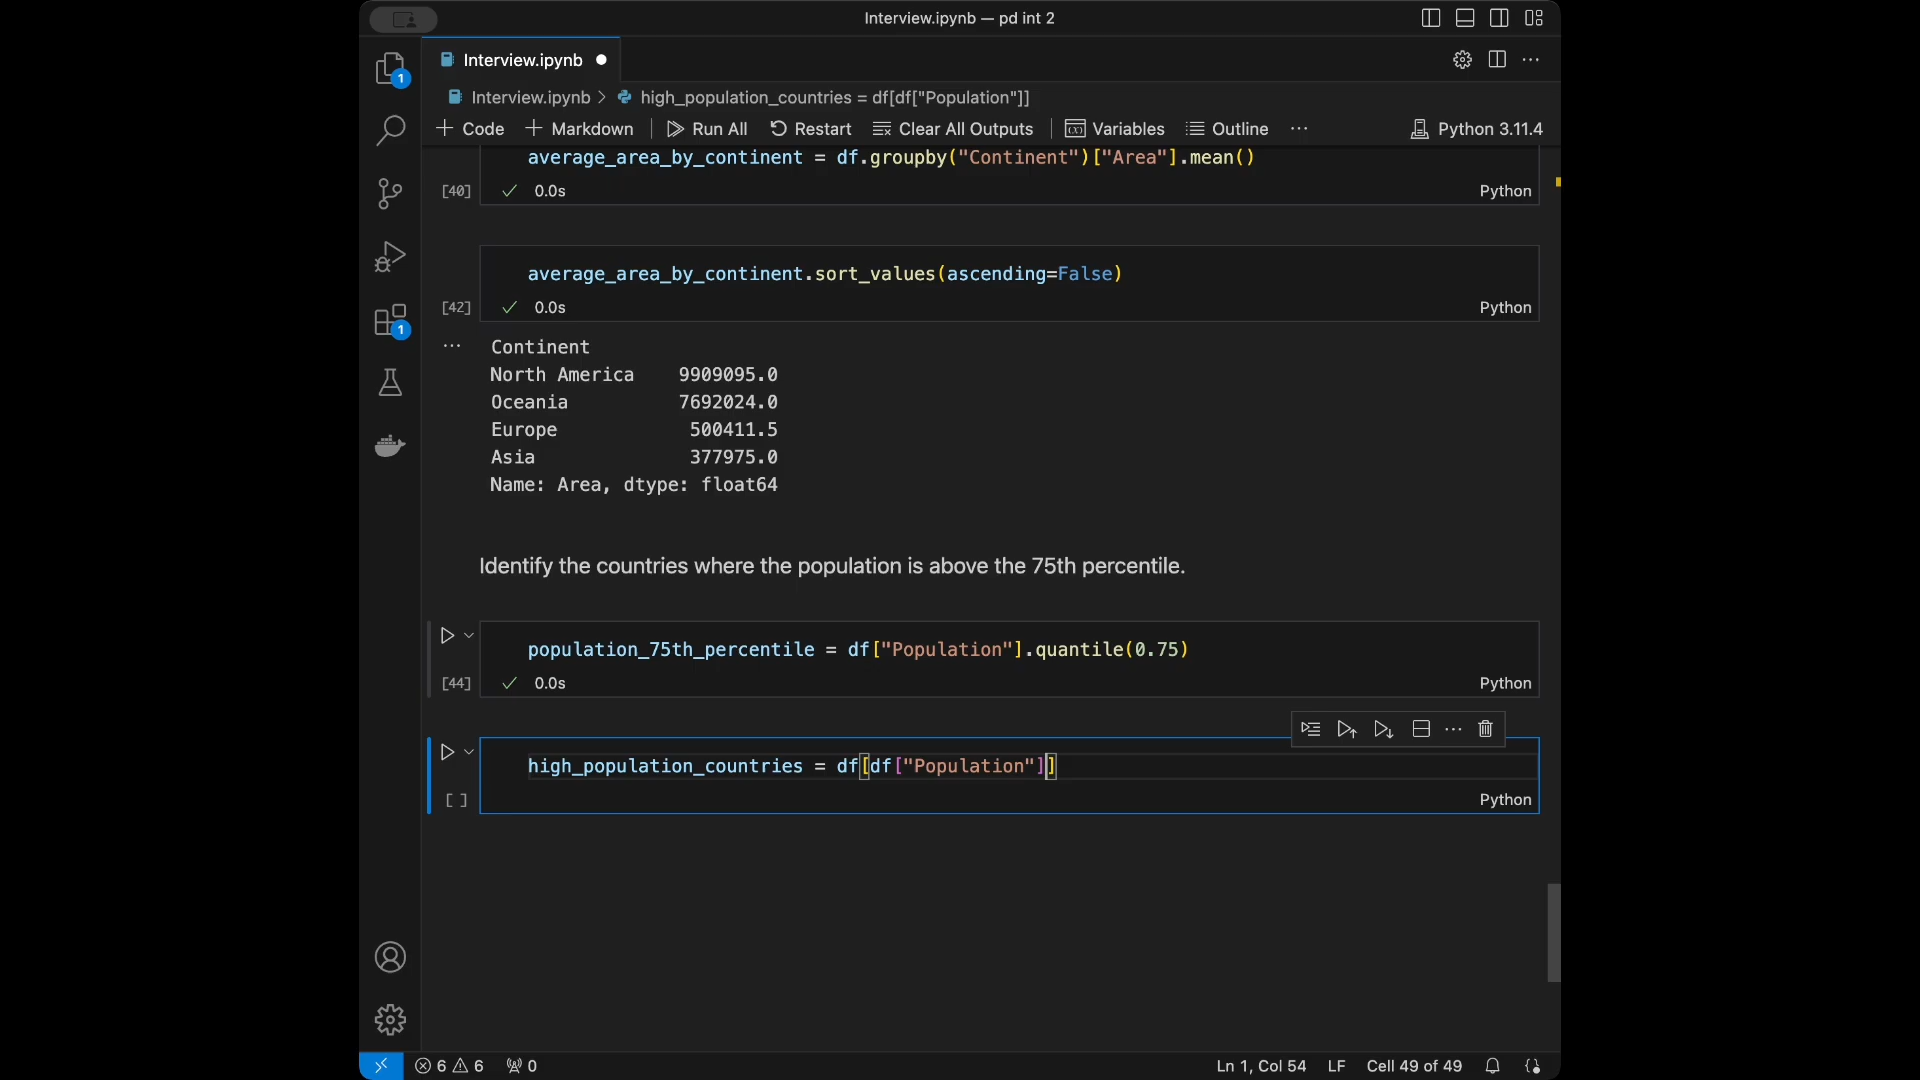 Interview.ipynb — pd int 2
Interview.ipynb
1
Interview.ipynb > high_population_countries = df[df["Population"]]
+ Code + Markdown Run All Restart Clear All Outputs Variables Outline ··· Python 3.11.4
average_area_by_continent = df.groupby("Continent")["Area"].mean()
[40] ✓ 0.0s Python
average_area_by_continent.sort_values(ascending=False)
[42] ✓ 0.0s Python
1
··· Continent
North America 9909095.0
Oceania 7692024.0
Europe 500411.5
Asia 377975.0
Name: Area, dtype: float64
Identify the countries where the population is above the 75th percentile.
population_75th_percentile = df["Population"].quantile(0.75)
[44] ✓ 0.0s Python
high_population_countries = df[df["Population"]]
[ ] Python
6 6 0 Ln 1, Col 54 LF Cell 49 of 49